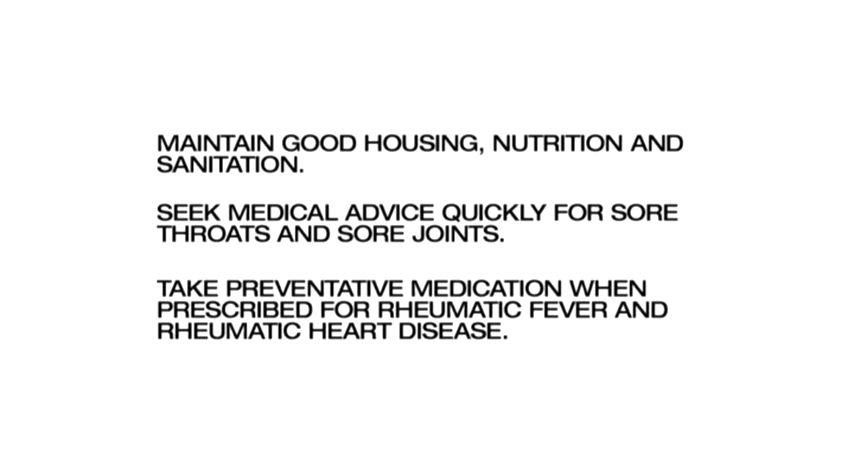 MAINTAIN GOOD HOUSING, NUTRITION AND
SANITATION.
SEEK MEDICAL ADVICE QUICKLY FOR SORE
THROATS AND SORE JOINTS.
TAKE PREVENTATIVE MEDICATION WHEN
PRESCRIBED FOR RHEUMATIC FEVER AND
RHEUMATIC HEART DISEASE.